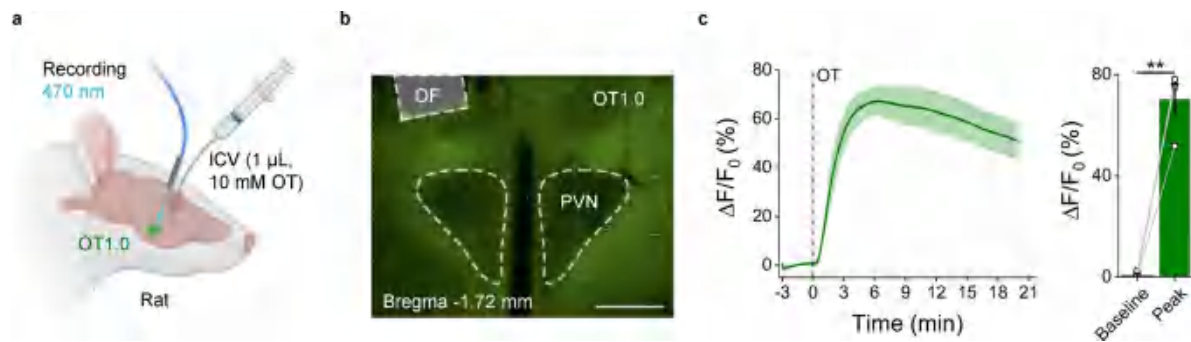 a
Recording
470 nm
ICV (1 µL,
10 mM OT)
OT1.0
Rat
b
OF
OT1.0
PVN
Bregma -1.72 mm
c
ΔF/F₀ (%)
80
60
40
20
0
OT
-3 0 3 6 9 12 15 18 21
Time (min)
ΔF/F₀ (%)
80
60
40
20
0
**
Baseline
Peak